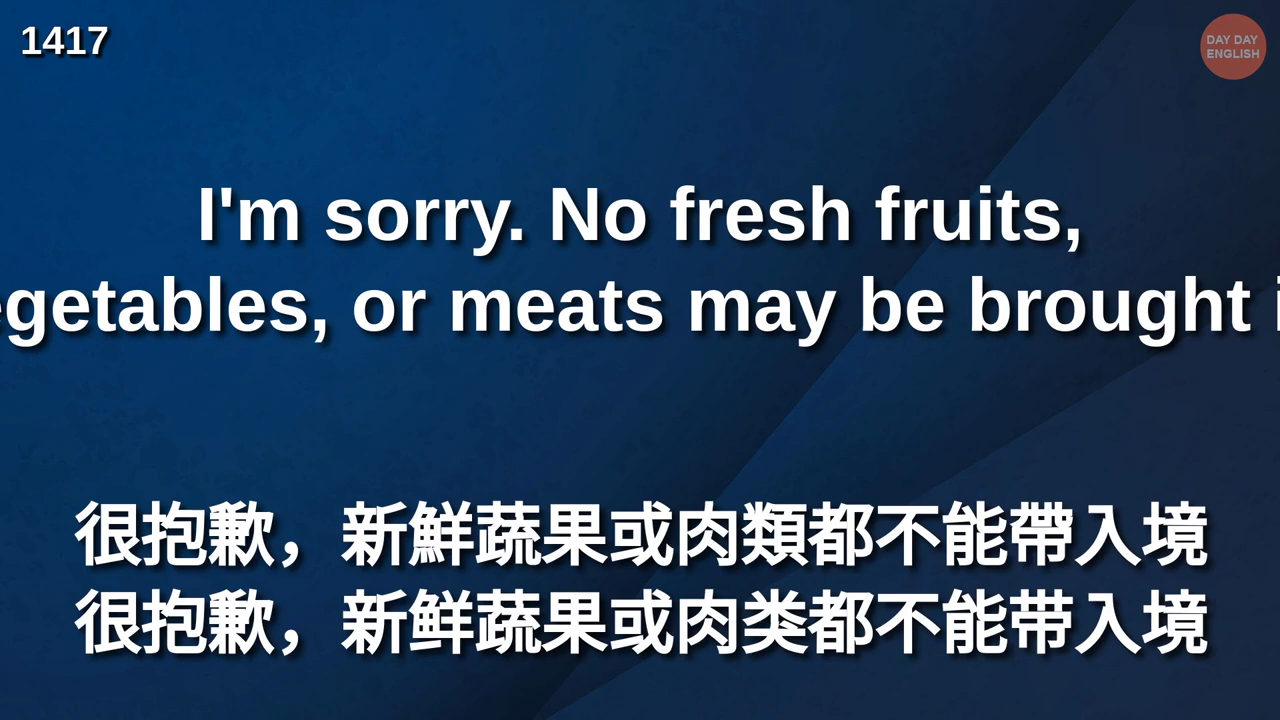 1417
DAY DAY
ENGLISH
I'm sorry. No fresh fruits,
egetables, or meats may be brought i
很抱歉，新鮮蔬果或肉類都不能帶入境
很抱歉，新鲜蔬果或肉类都不能带入境